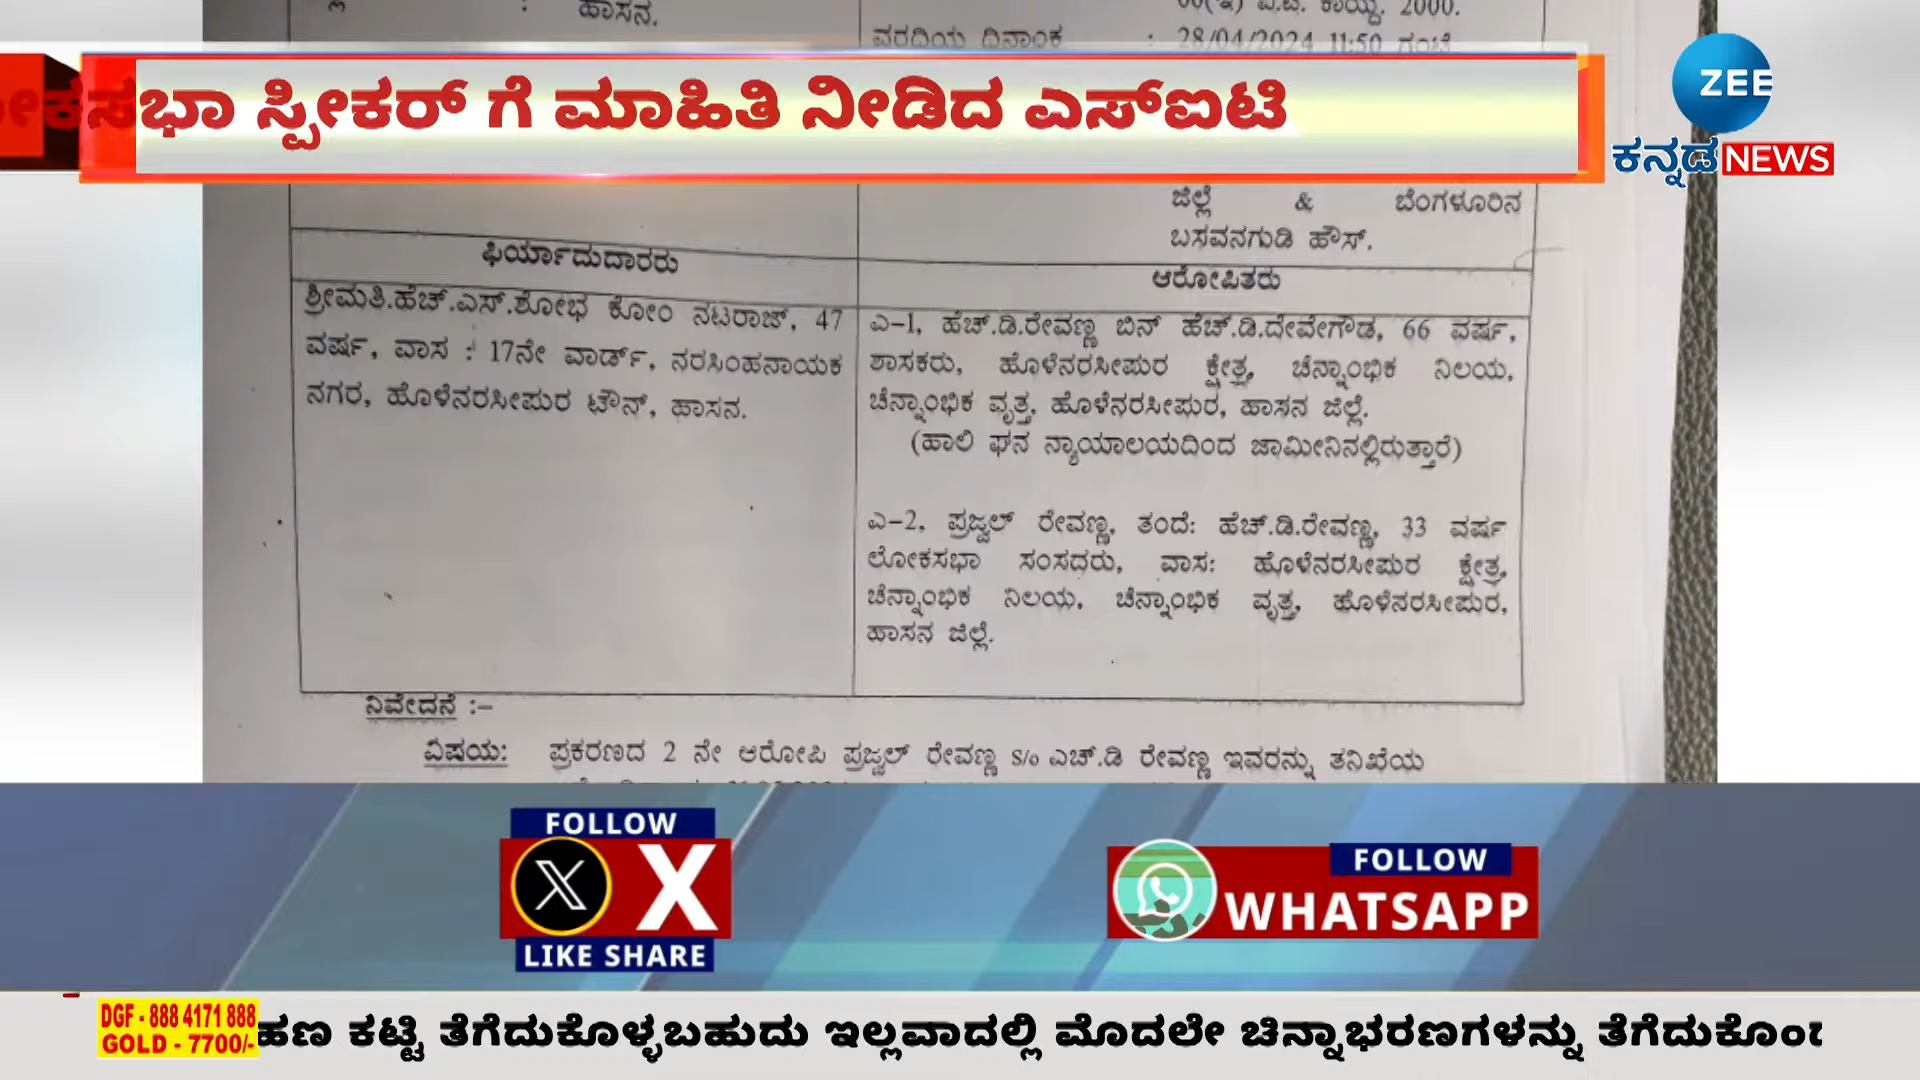 ಹಾಸನ.
ವರದಿಯ ದಿನಾಂಕ : 28/04/2024 11:50 ಗಂಟೆ
ಸಭಾ ಸ್ಪೀಕರ್ ಗೆ ಮಾಹಿತಿ ನೀಡಿದ ಎಸ್‌ಐಟಿ
ZEE
ಕನ್ನಡ NEWS
ಜಿಲ್ಲೆ & ಬೆಂಗಳೂರಿನ
ಬಸವನಗುಡಿ ಹೌಸ್.
ಫಿರ್ಯಾದುದಾರರು
ಆರೋಪಿತರು
ಶ್ರೀಮತಿ.ಹೆಚ್.ಎಸ್.ಶೋಭ ಕೋಂ ನಟರಾಜ್, 47
ವರ್ಷ, ವಾಸ : 17ನೇ ವಾರ್ಡ್, ನರಸಿಂಹನಾಯಕ
ನಗರ, ಹೊಳೆನರಸೀಪುರ ಟೌನ್, ಹಾಸನ.
ಎ-1, ಹೆಚ್.ಡಿ.ರೇವಣ್ಣ ಬಿನ್ ಹೆಚ್.ಡಿ.ದೇವೇಗೌಡ, 66 ವರ್ಷ,
ಶಾಸಕರು, ಹೊಳೆನರಸೀಪುರ ಕ್ಷೇತ್ರ, ಚೆನ್ನಾಂಭಿಕ ನಿಲಯ,
ಚೆನ್ನಾಂಭಿಕ ವೃತ್ತ, ಹೊಳೆನರಸೀಪುರ, ಹಾಸನ ಜಿಲ್ಲೆ.
(ಹಾಲಿ ಘನ ನ್ಯಾಯಾಲಯದಿಂದ ಜಾಮೀನಿನಲ್ಲಿರುತ್ತಾರೆ)
ಎ-2, ಪ್ರಜ್ವಲ್ ರೇವಣ್ಣ, ತಂದೆ: ಹೆಚ್.ಡಿ.ರೇವಣ್ಣ, 33 ವರ್ಷ
ಲೋಕಸಭಾ ಸಂಸದರು, ವಾಸ: ಹೊಳೆನರಸೀಪುರ ಕ್ಷೇತ್ರ,
ಚೆನ್ನಾಂಭಿಕ ನಿಲಯ, ಚೆನ್ನಾಂಭಿಕ ವೃತ್ತ, ಹೊಳೆನರಸೀಪುರ,
ಹಾಸನ ಜಿಲ್ಲೆ.
ನಿವೇದನೆ :-
ವಿಷಯ: ಪ್ರಕರಣದ 2 ನೇ ಆರೋಪಿ ಪ್ರಜ್ವಲ್ ರೇವಣ್ಣ S/o ಎಚ್.ಡಿ ರೇವಣ್ಣ ಇವರನ್ನು ತನಿಖೆಯ
FOLLOW
X
LIKE SHARE
FOLLOW
WHATSAPP
DGF - 888 4171 888
GOLD - 7700/-
ಹಣ ಕಟ್ಟಿ ತೆಗೆದುಕೊಳ್ಳಬಹುದು ಇಲ್ಲವಾದಲ್ಲಿ ಮೊದಲೇ ಚಿನ್ನಾಭರಣಗಳನ್ನು